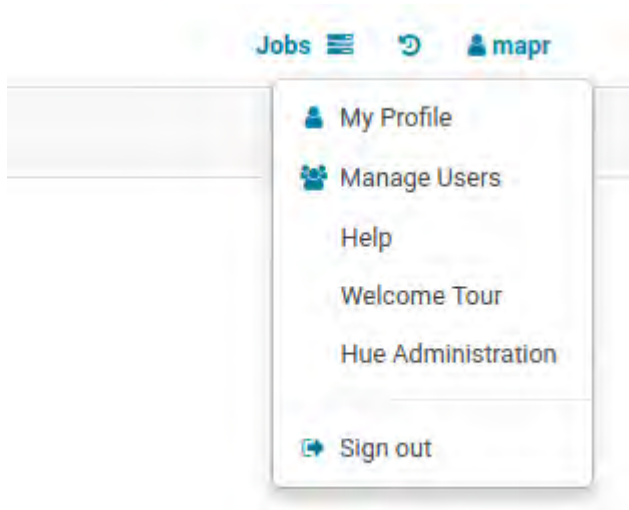 Jobs mapr
My Profile
Manage Users
Help
Welcome Tour
Hue Administration
Sign out